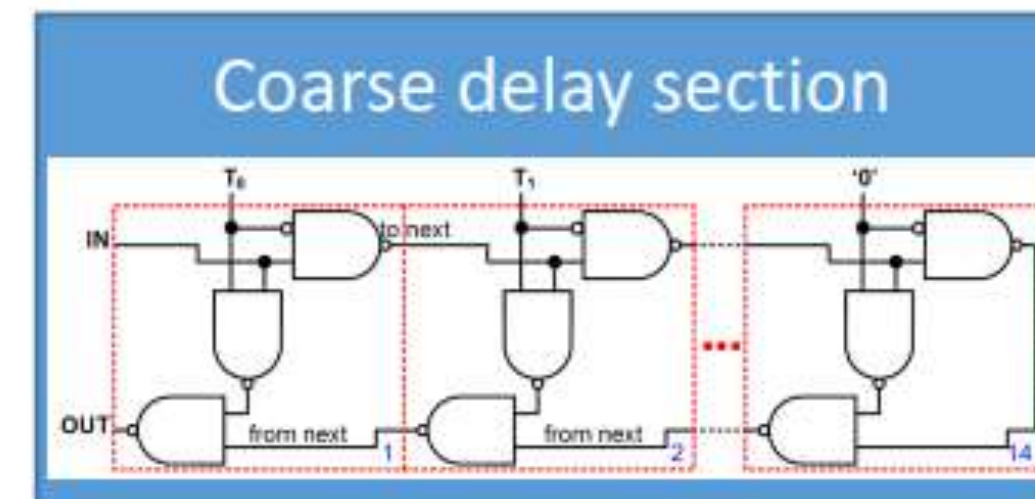 Coarse delay section
T₀ T₁ '0'
IN to next
OUT from next 1 from next 2 14